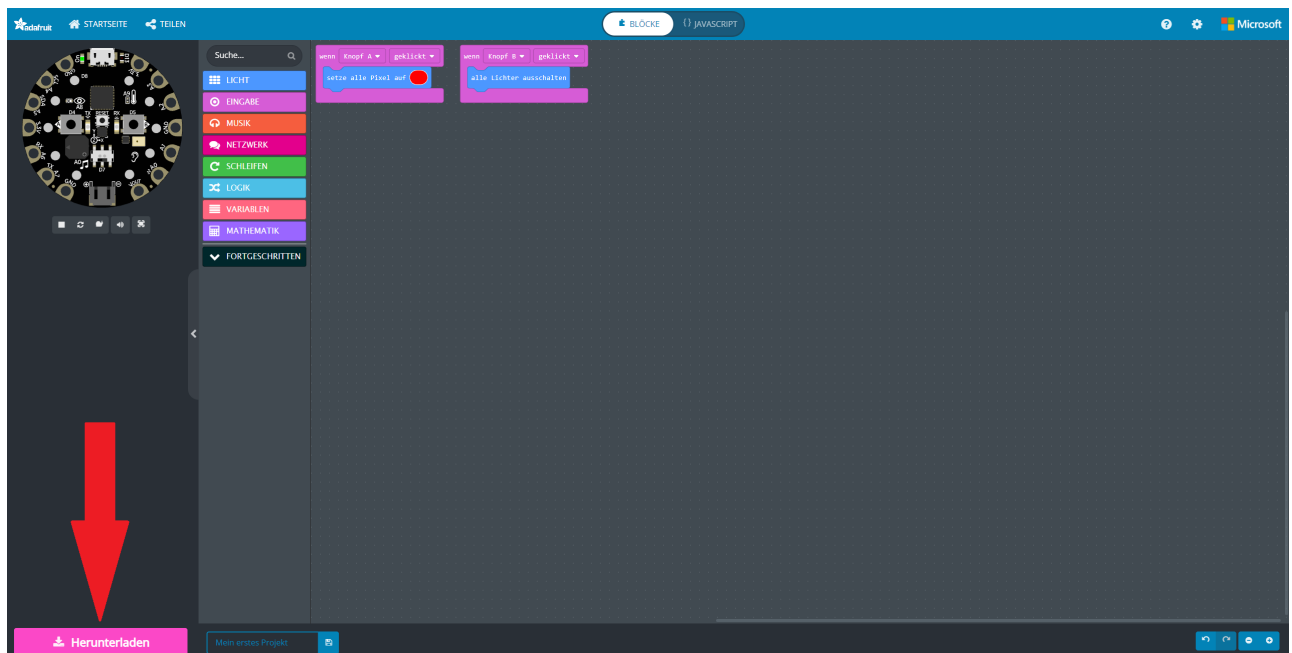 adafruit STARTSEITE TEILEN BLÖCKE {} JAVASCRIPT Microsoft
Suche...
LICHT
EINGABE
MUSIK
NETZWERK
SCHLEIFEN
LOGIK
VARIABLEN
MATHEMATIK
FORTGESCHRITTEN
wenn Knopf A geklickt
setze alle Pixel auf
wenn Knopf B geklickt
alle Lichter ausschalten
Herunterladen
Mein erstes Projekt